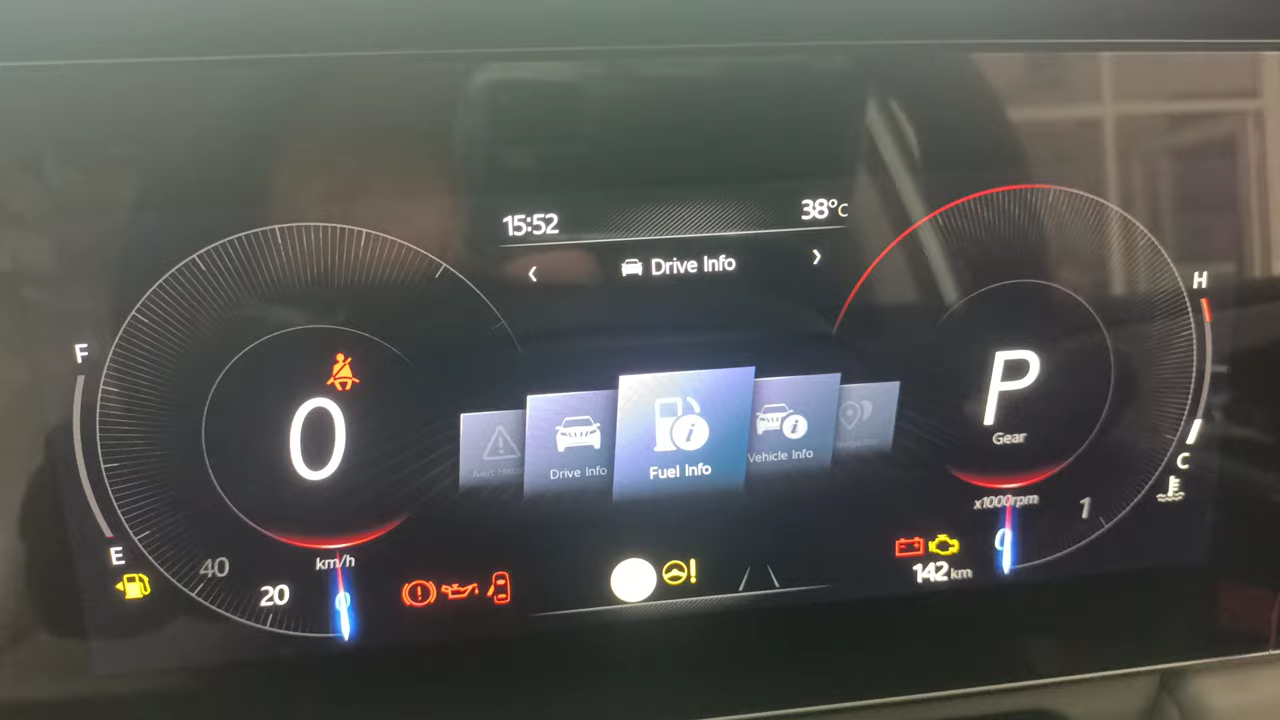 15:52
38°C
Drive Info
H
F
P
0
Gear
Drive Info
Fuel Info
Vehicle Info
C
x1000rpm
1
E
km/h
40
20
0
0
142 km